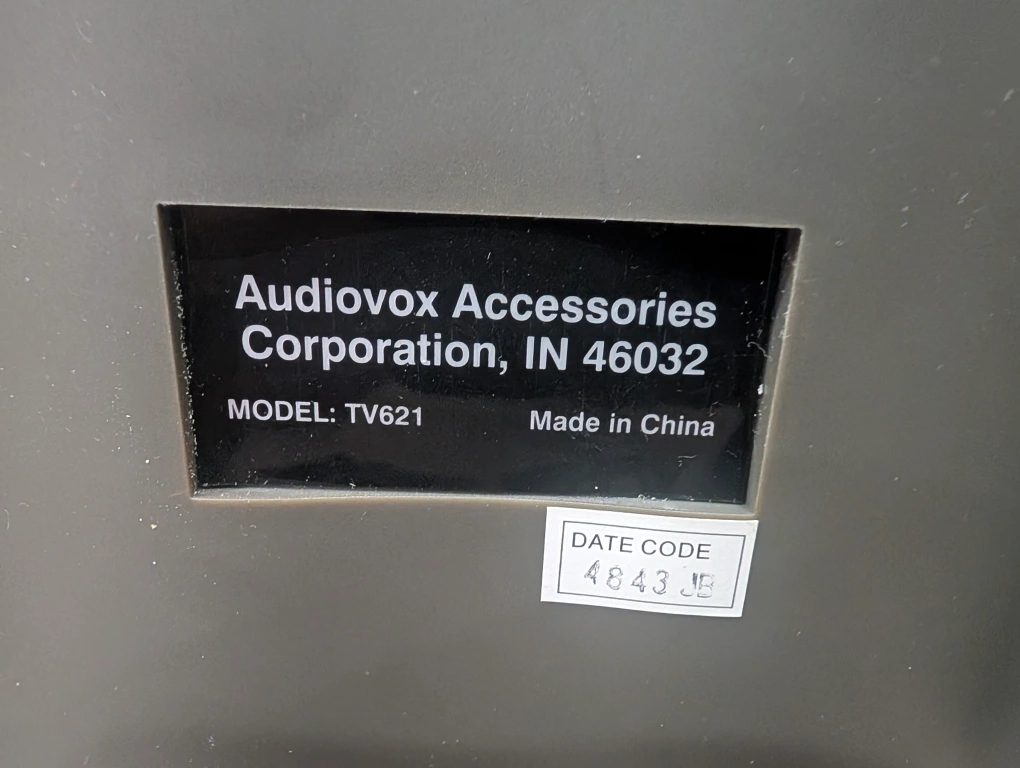 Audiovox Accessories
Corporation, IN 46032
MODEL: TV621 Made in China
DATE CODE
4843 JB